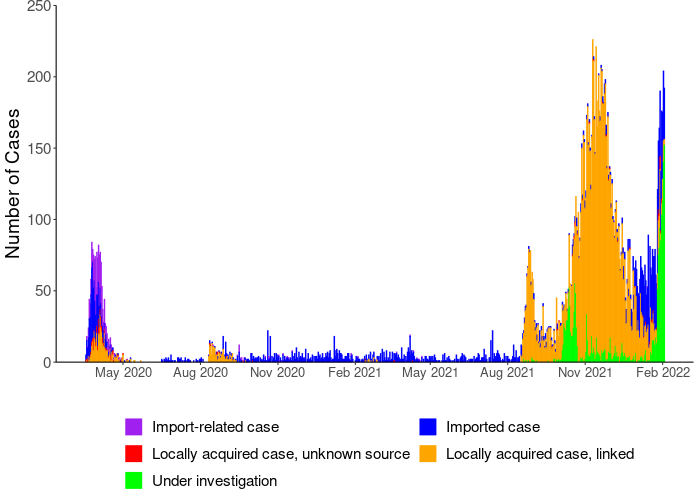 250
200
150
100
50
0
Number of Cases
May 2020 Aug 2020 Nov 2020 Feb 2021 May 2021 Aug 2021 Nov 2021 Feb 2022
Import-related case Imported case
Locally acquired case, unknown source Locally acquired case, linked
Under investigation